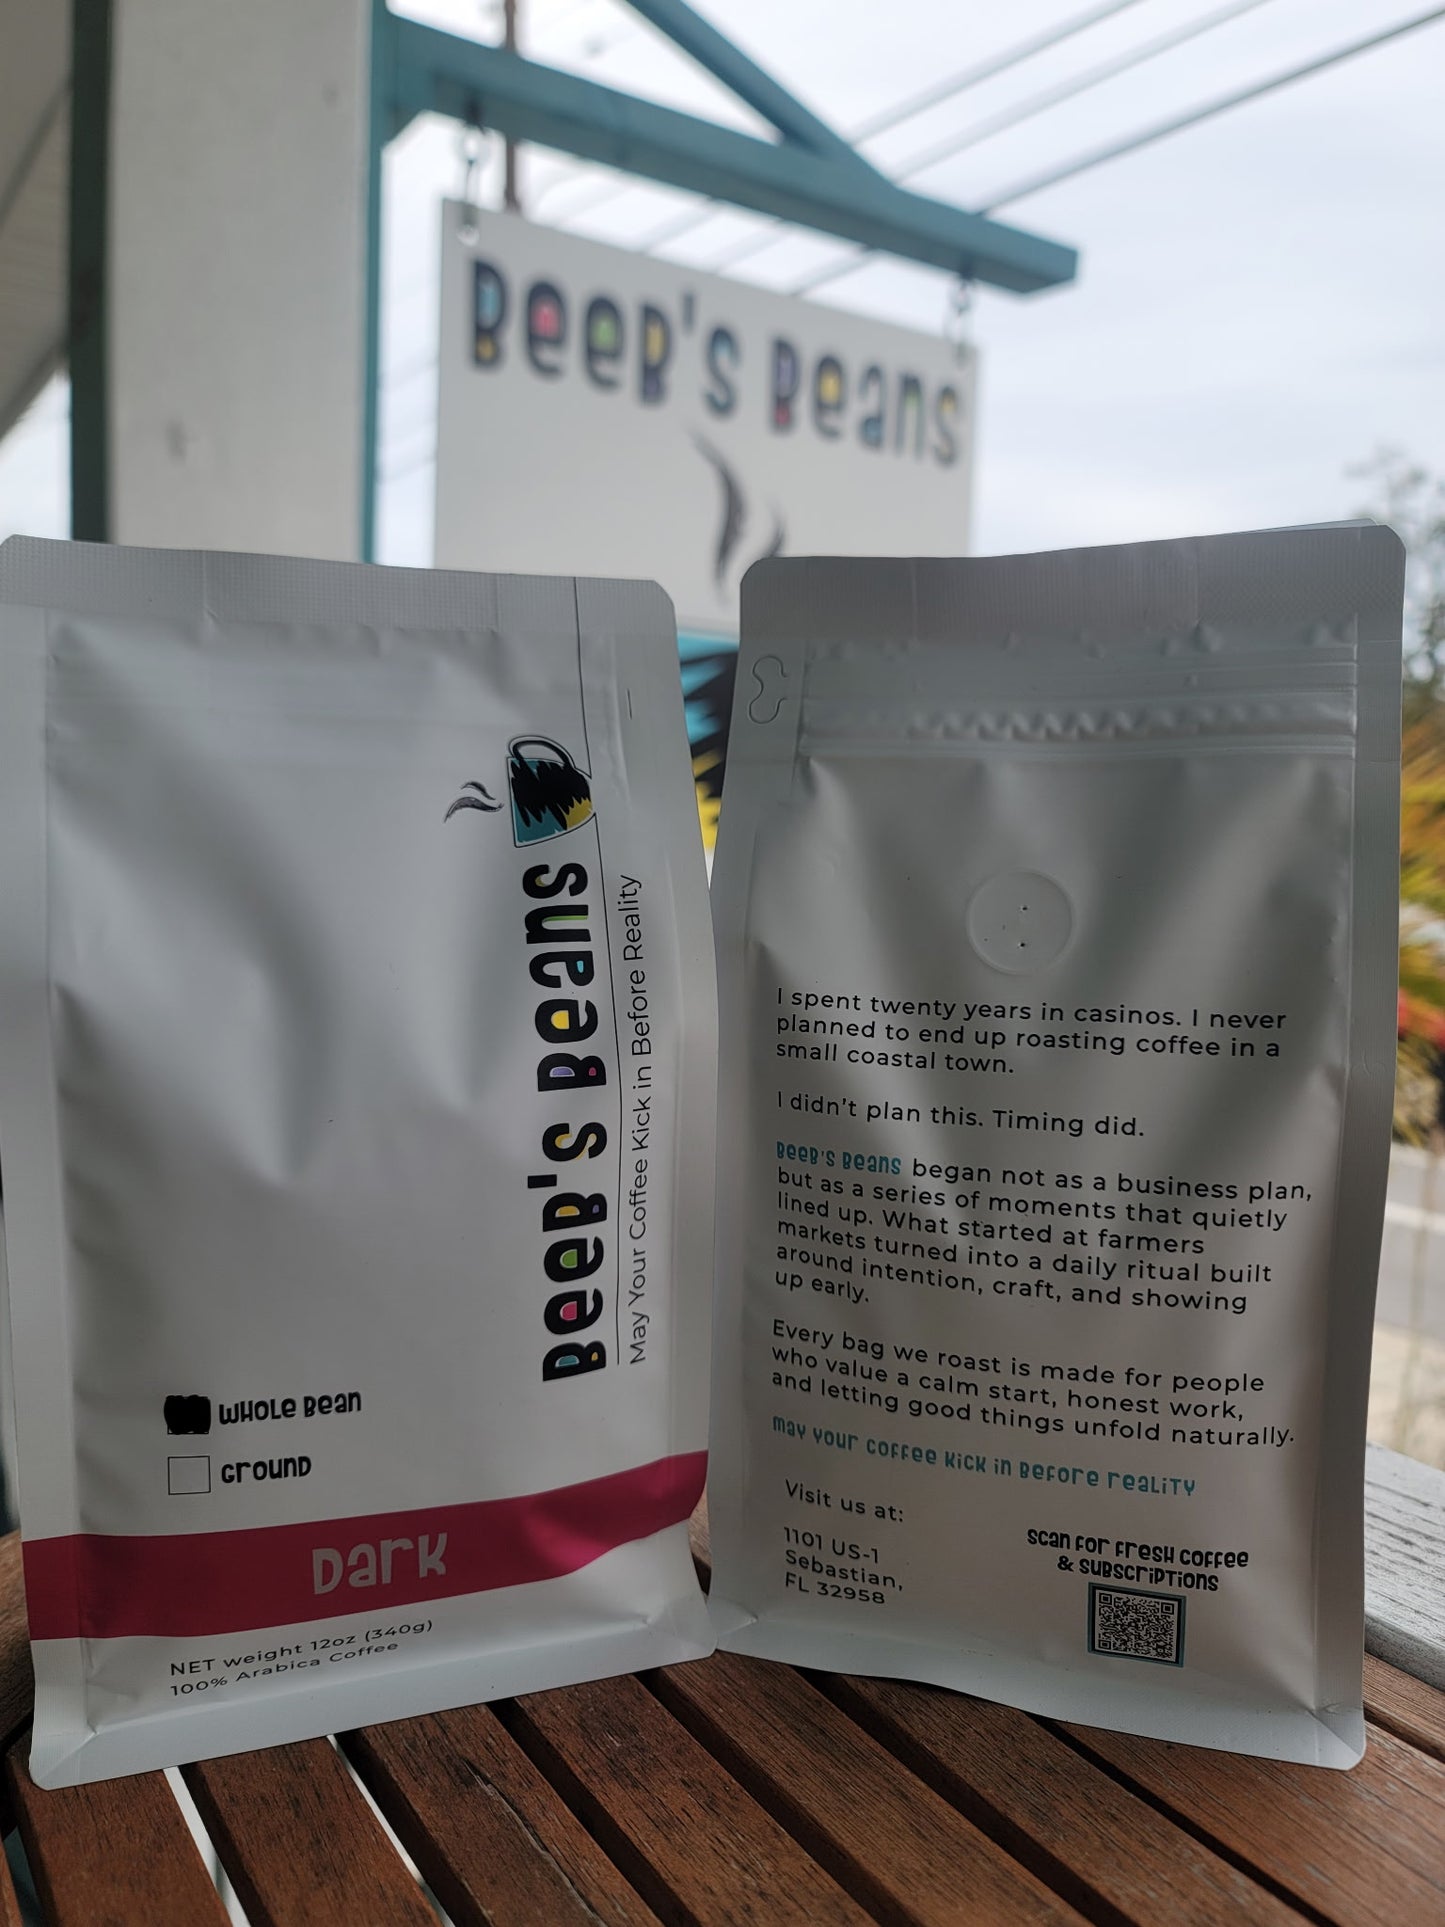 Beeb's Beans
Beeb's Beans
May Your Coffee Kick in Before Reality
Whole Bean
Ground
Dark
NET weight 12oz (340g)
100% Arabica Coffee
I spent twenty years in casinos. I never
planned to end up roasting coffee in a
small coastal town.
I didn't plan this. Timing did.
Beeb's Beans began not as a business plan,
but as a series of moments that quietly
lined up. What started at farmers
markets turned into a daily ritual built
around intention, craft, and showing
up early.
Every bag we roast is made for people
who value a calm start, honest work,
and letting good things unfold naturally.
May your coffee kick in before reality
Visit us at:
1101 US-1
Sebastian,
FL 32958
Scan for fresh coffee
& subscriptions